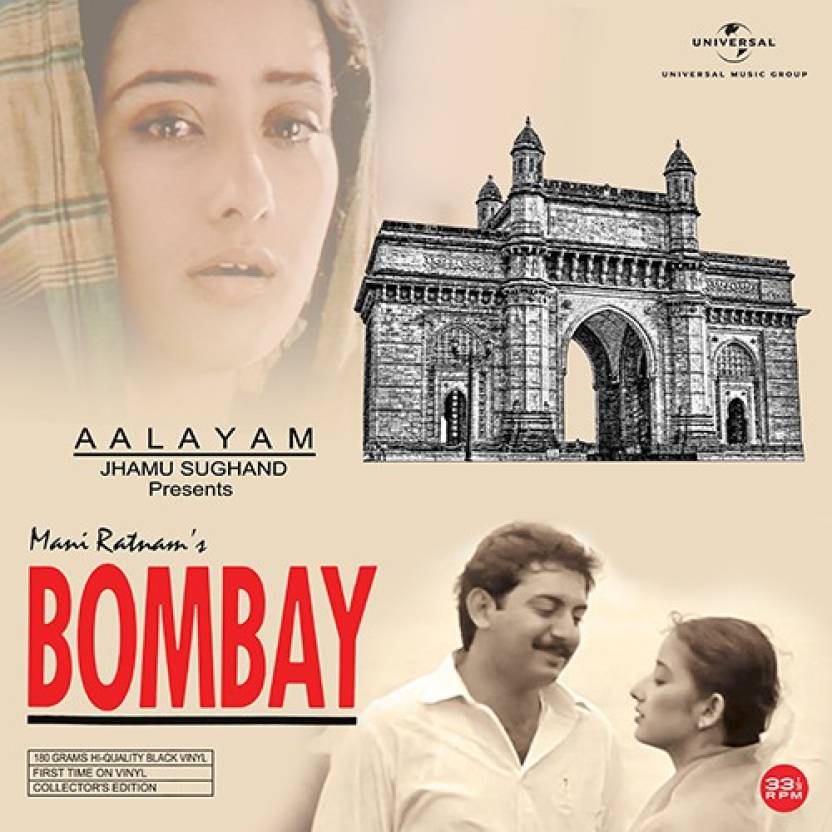 UNIVERSAL
UNIVERSAL MUSIC GROUP
AALAYAM
JHAMU SUGHAND
Presents
Mani Ratnam's
BOMBAY
180 GRAMS HI-QUALITY BLACK VINYL
FIRST TIME ON VINYL
COLLECTOR'S EDITION
33⅓
RPM